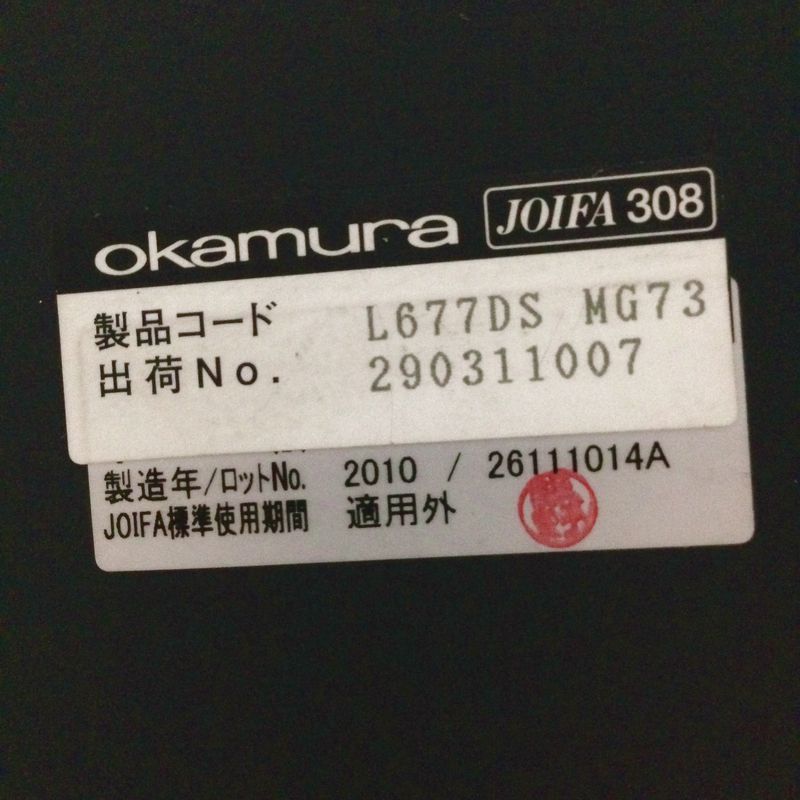 okamura JOIFA 308
製品コード L677DS MG73
出荷No. 290311007
製造年/ロットNo. 2010 / 26111014A
JOIFA標準使用期間 適用外